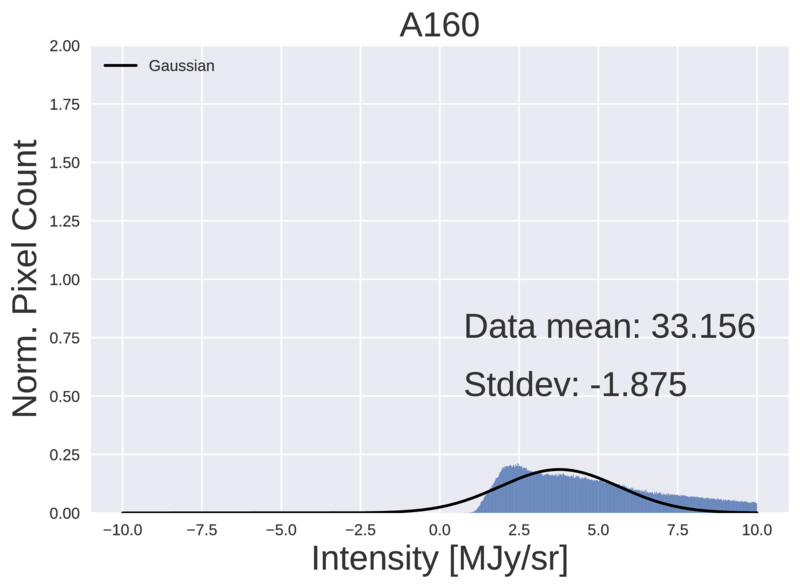 A160
2.00
Gaussian
1.75
1.50
1.25
1.00
0.75
0.50
0.25
0.00
Norm. Pixel Count
Data mean: 33.156
Stddev: -1.875
−10.0 −7.5 −5.0 −2.5 0.0 2.5 5.0 7.5 10.0
Intensity [MJy/sr]